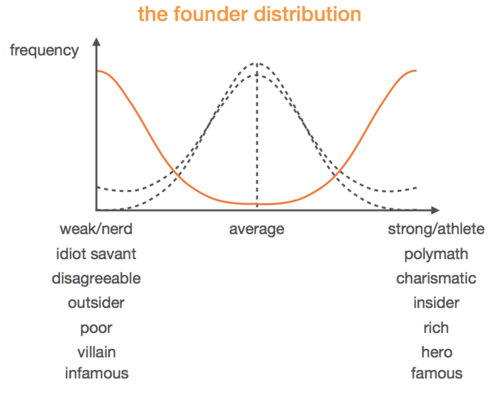 the founder distribution
frequency
weak/nerd average strong/athlete
idiot savant polymath
disagreeable charismatic
outsider insider
poor rich
villain hero
infamous famous